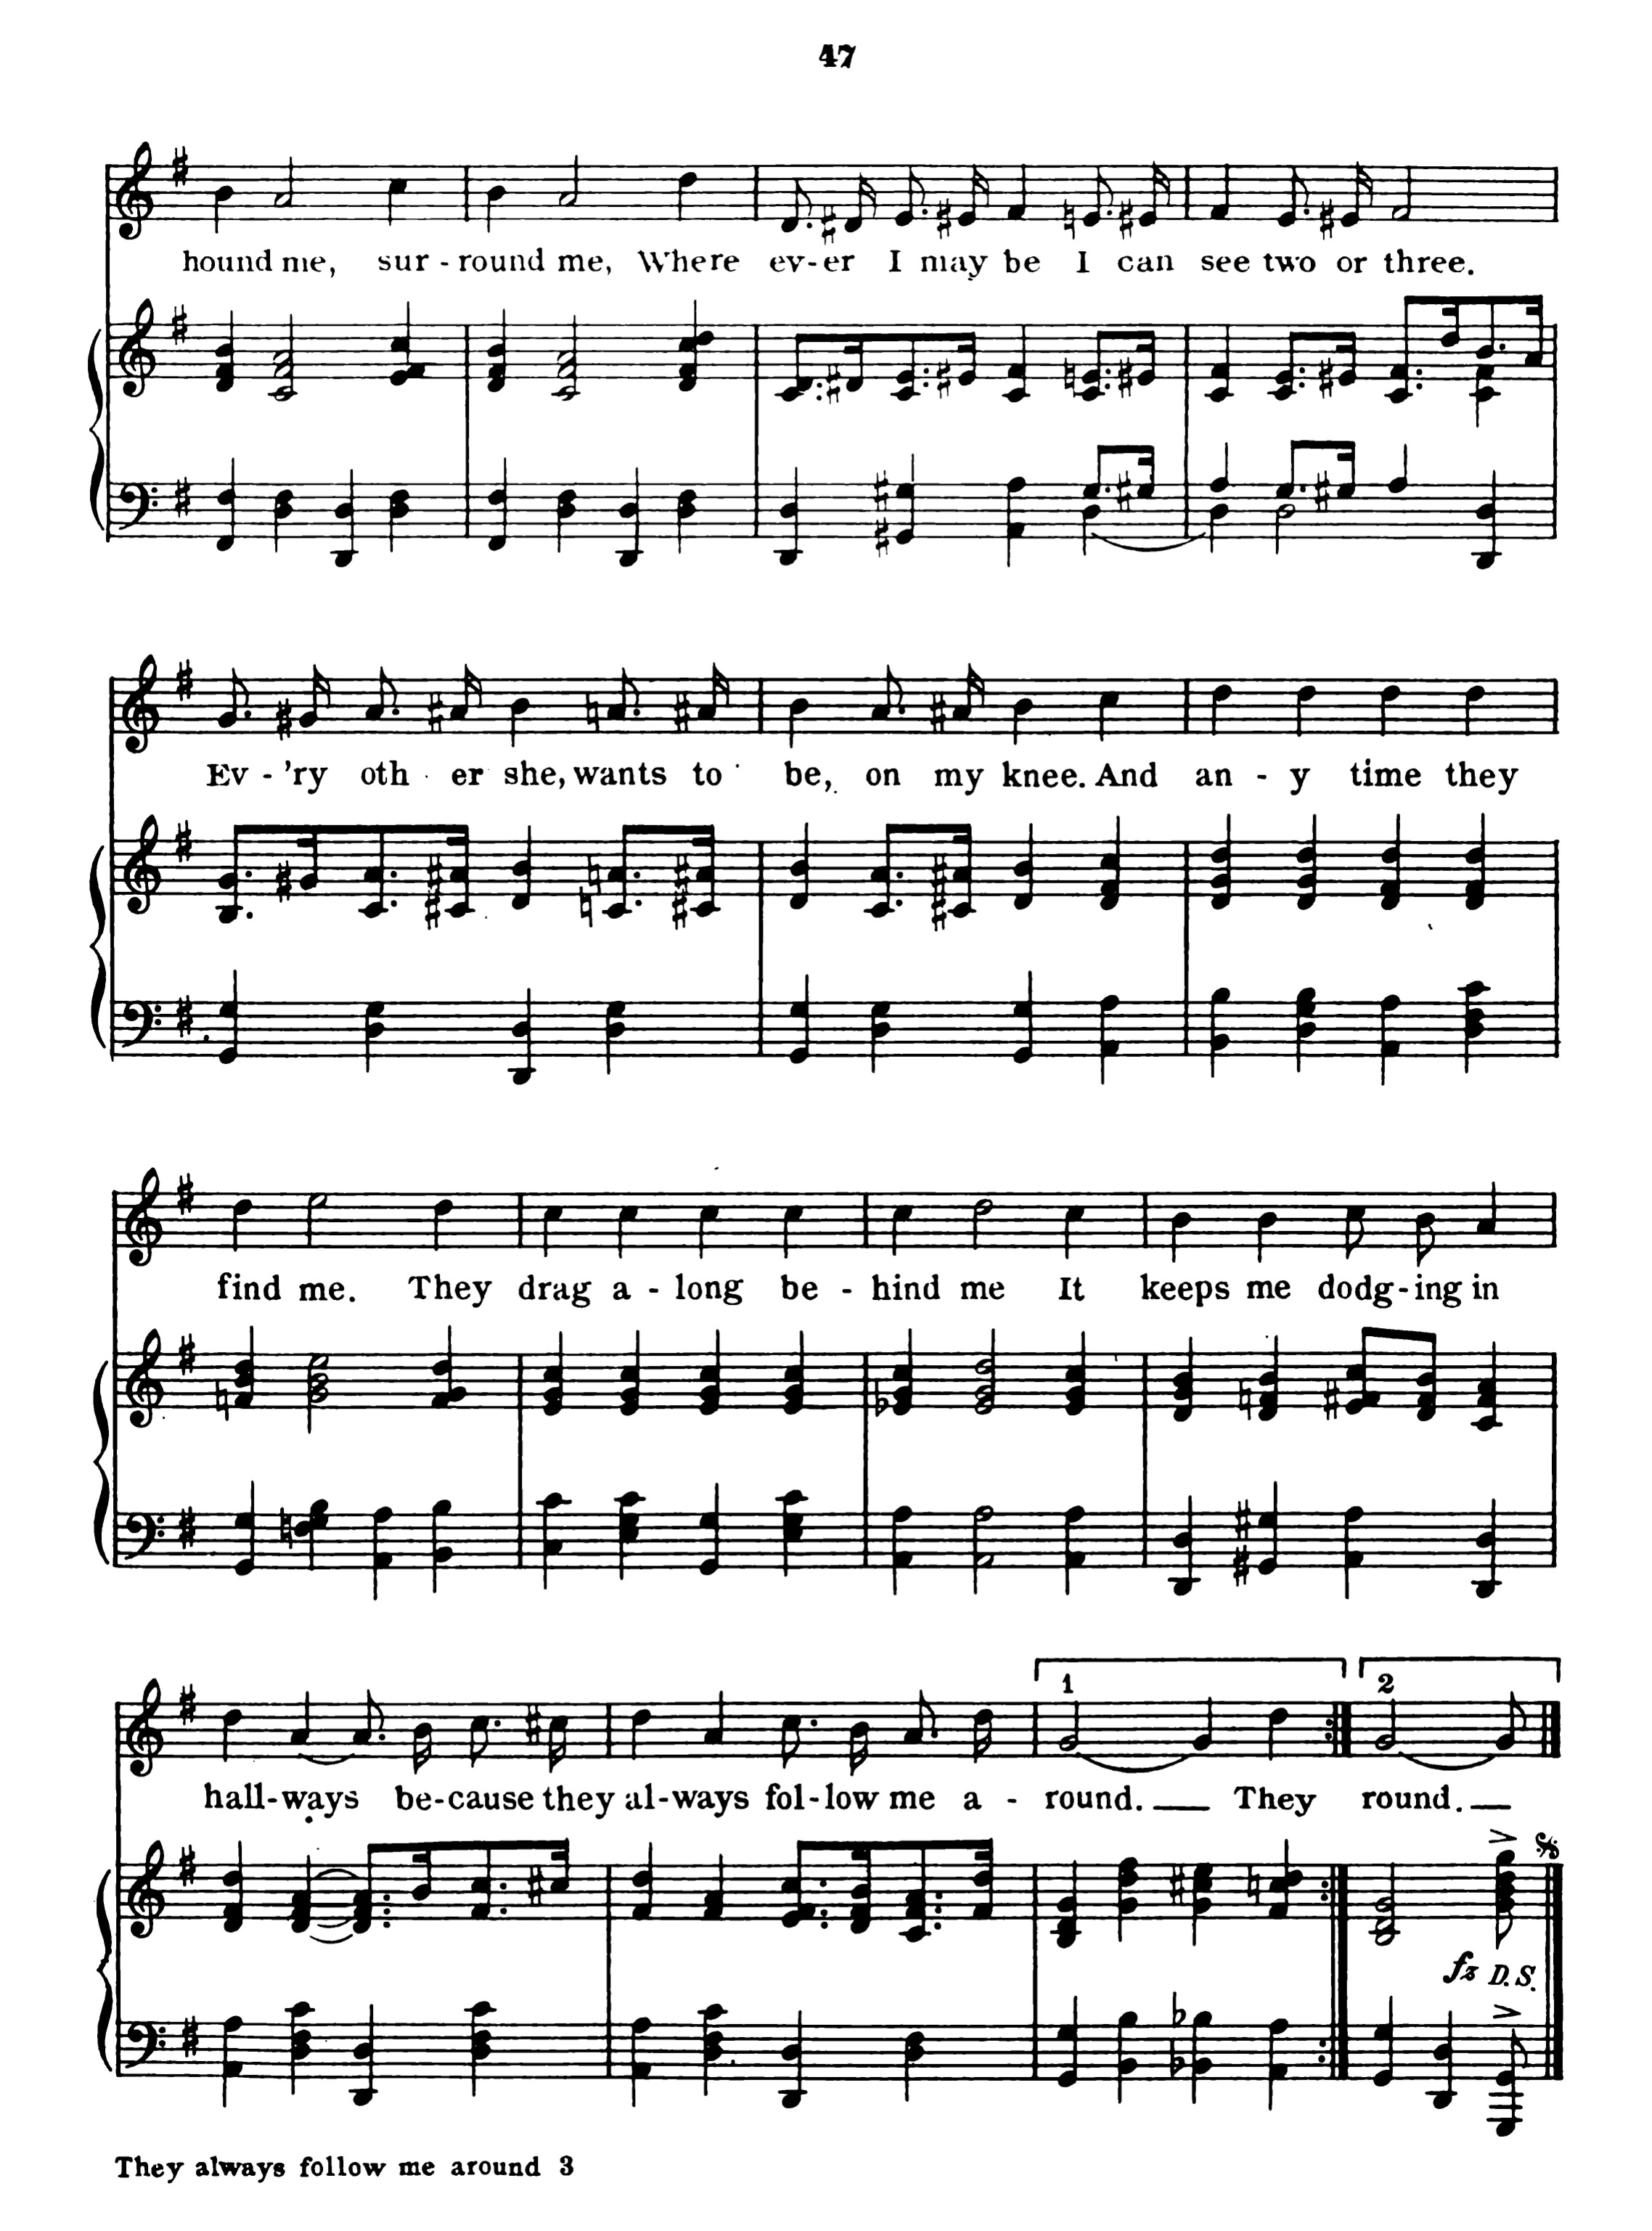 47
hound me, sur - round me, Where ev-er I may be I can see two or three.
Ev - 'ry oth - er she, wants to be, on my knee. And an - y time they
find me. They drag a - long be - hind me It keeps me dodg-ing in
1 2
hall-ways be-cause they al-ways fol-low me a - round. They round.
fz D.S.
They always follow me around 3